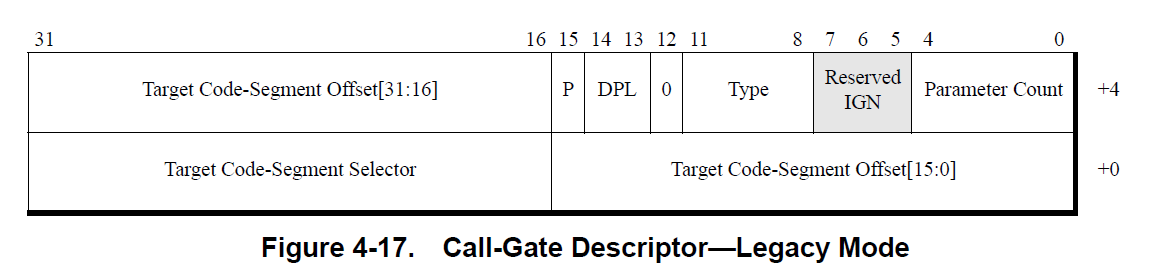 31 16 15 14 13 12 11 8 7 6 5 4 0
Target Code-Segment Offset[31:16] P DPL 0 Type Reserved IGN Parameter Count +4
Target Code-Segment Selector Target Code-Segment Offset[15:0] +0
Figure 4-17. Call-Gate Descriptor—Legacy Mode